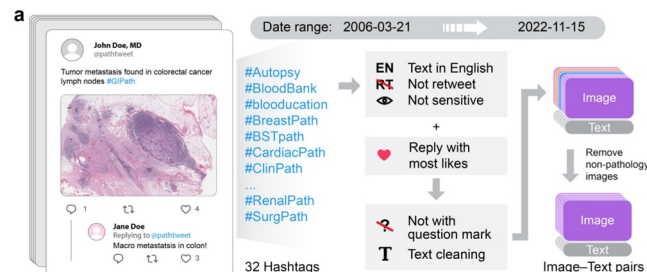 a
John Doe, MD
@pathtweet
Tumor metastasis found in colorectal cancer
lymph nodes #GIPath
1
4
Jane Doe
Replying to @pathtweet
Macro metastatsis in colon!
3
Date range: 2006-03-21
2022-11-15
#Autopsy
#BloodBank
#blooducation
#BreastPath
#BSTpath
#CardiacPath
#ClinPath
...
#RenalPath
#SurgPath
32 Hashtags
EN Text in English
RT Not retweet
Not sensitive
+
Reply with
most likes
? Not with
question mark
T Text cleaning
Image
Text
Remove
non-pathology
images
Image
Text
Image–Text pairs